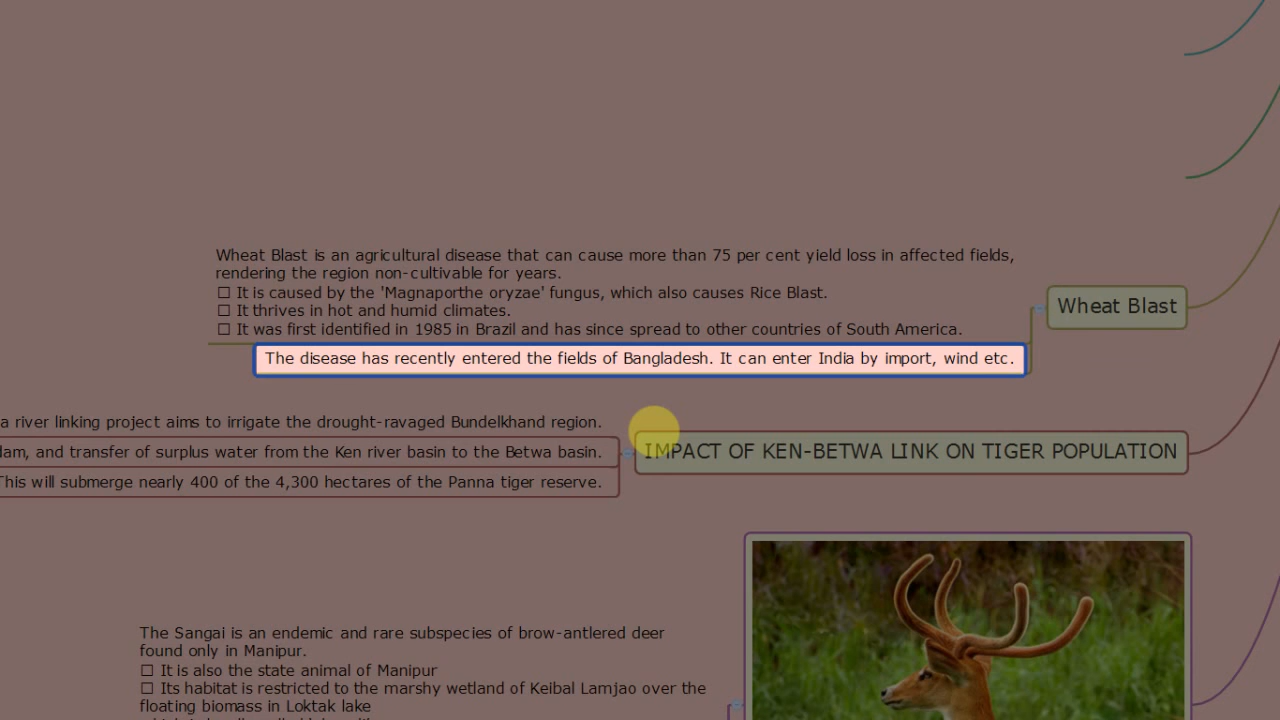 Wheat Blast is an agricultural disease that can cause more than 75 per cent yield loss in affected fields,
rendering the region non-cultivable for years.
☐ It is caused by the 'Magnaporthe oryzae' fungus, which also causes Rice Blast.
☐ It thrives in hot and humid climates.
☐ It was first identified in 1985 in Brazil and has since spread to other countries of South America.
Wheat Blast
The disease has recently entered the fields of Bangladesh. It can enter India by import, wind etc.
a river linking project aims to irrigate the drought-ravaged Bundelkhand region.
dam, and transfer of surplus water from the Ken river basin to the Betwa basin.
This will submerge nearly 400 of the 4,300 hectares of the Panna tiger reserve.
IMPACT OF KEN-BETWA LINK ON TIGER POPULATION
The Sangai is an endemic and rare subspecies of brow-antlered deer
found only in Manipur.
☐ It is also the state animal of Manipur
☐ Its habitat is restricted to the marshy wetland of Keibal Lamjao over the
floating biomass in Loktak lake